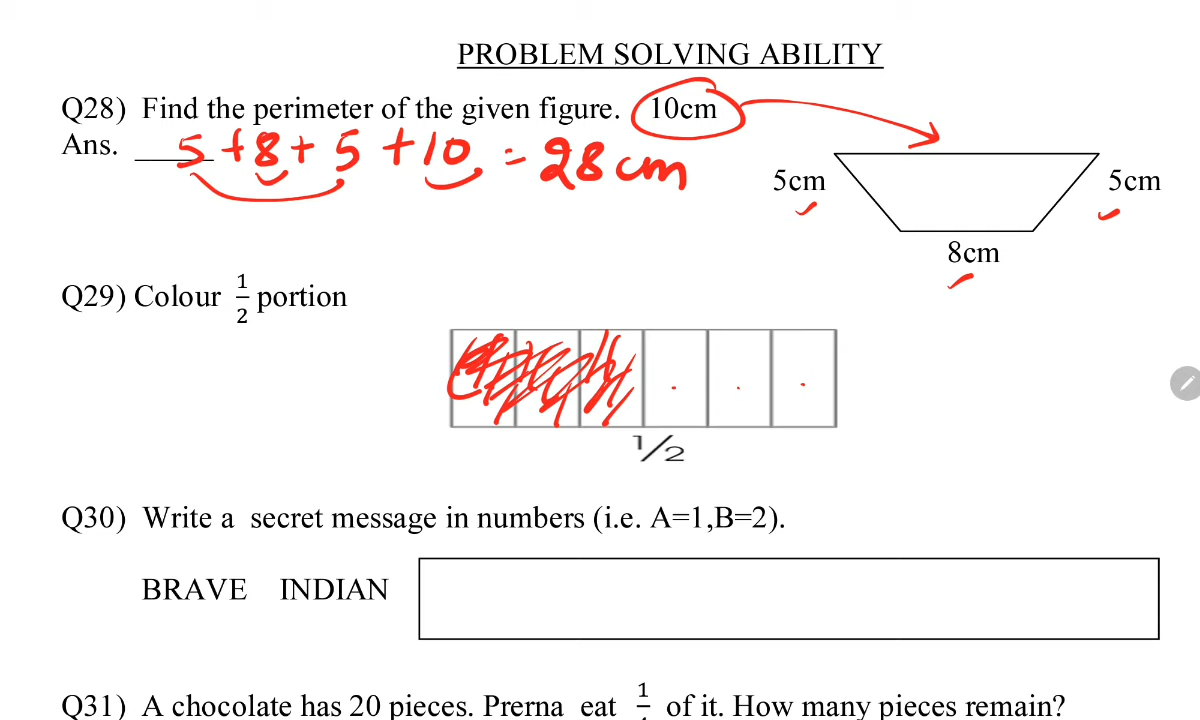 PROBLEM SOLVING ABILITY
Q28) Find the perimeter of the given figure. 10cm
Ans. _____ 5 + 8 + 5 + 10 = 28 cm
5cm 5cm
8cm
Q29) Colour 1/2 portion
1/2
Q30) Write a secret message in numbers (i.e. A=1,B=2).
BRAVE INDIAN
Q31) A chocolate has 20 pieces. Prerna eat of it. How many pieces remain?